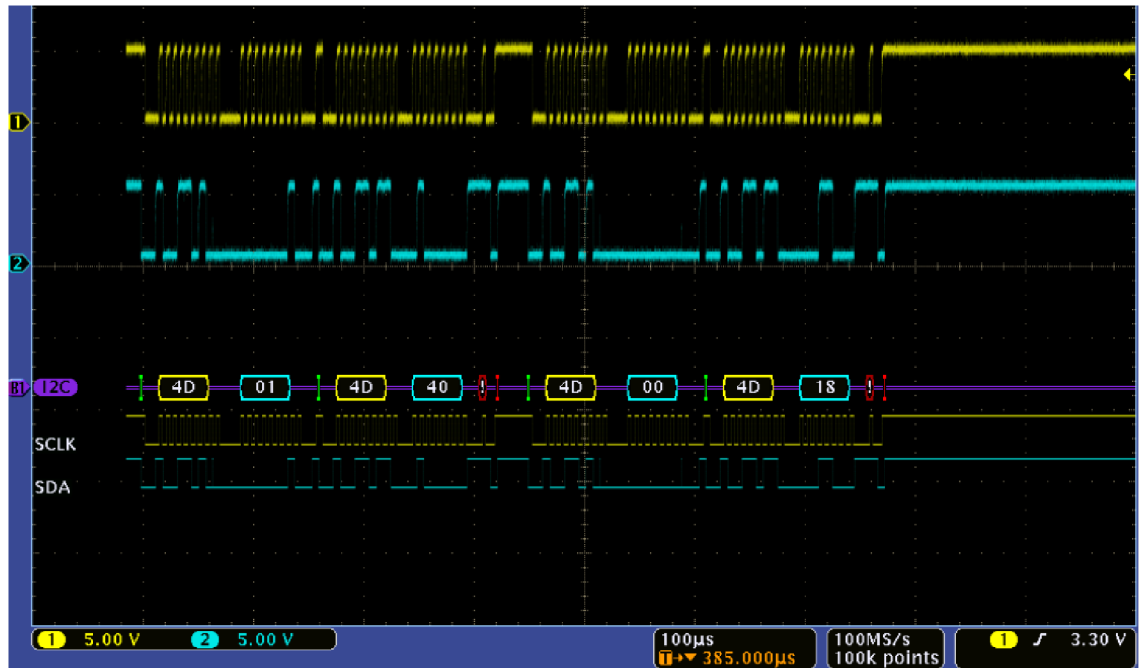 1
2
B1 I2C 4D 01 4D 40 ! 4D 00 4D 18 !
SCLK
SDA
1 5.00 V 2 5.00 V 100µs 100MS/s 1 3.30 V
T 385.000µs 100k points